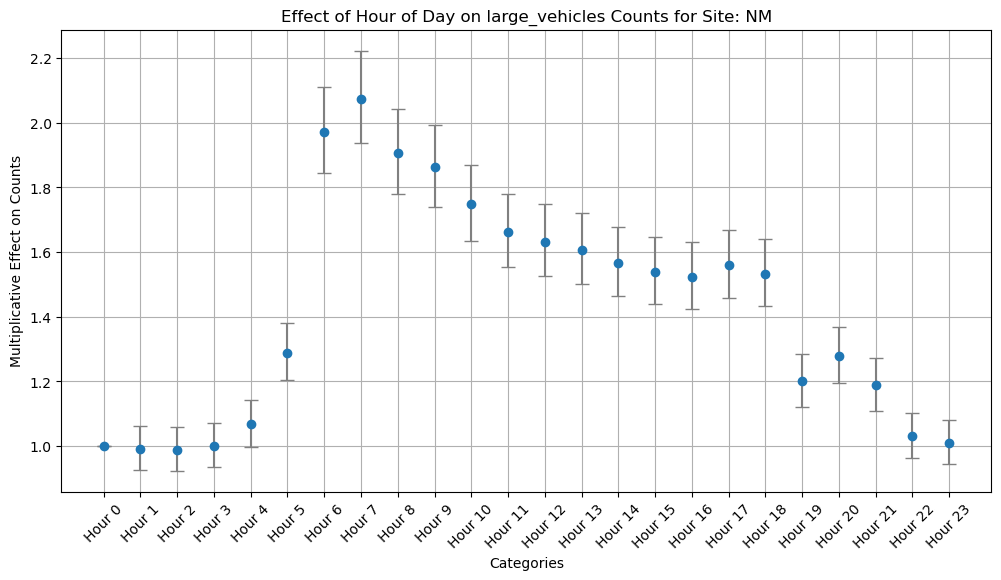 Effect of Hour of Day on large_vehicles Counts for Site: NM
Multiplicative Effect on Counts
2.2
2.0
1.8
1.6
1.4
1.2
1.0
Hour 0
Hour 1
Hour 2
Hour 3
Hour 4
Hour 5
Hour 6
Hour 7
Hour 8
Hour 9
Hour 10
Hour 11
Hour 12
Hour 13
Hour 14
Hour 15
Hour 16
Hour 17
Hour 18
Hour 19
Hour 20
Hour 21
Hour 22
Hour 23
Categories